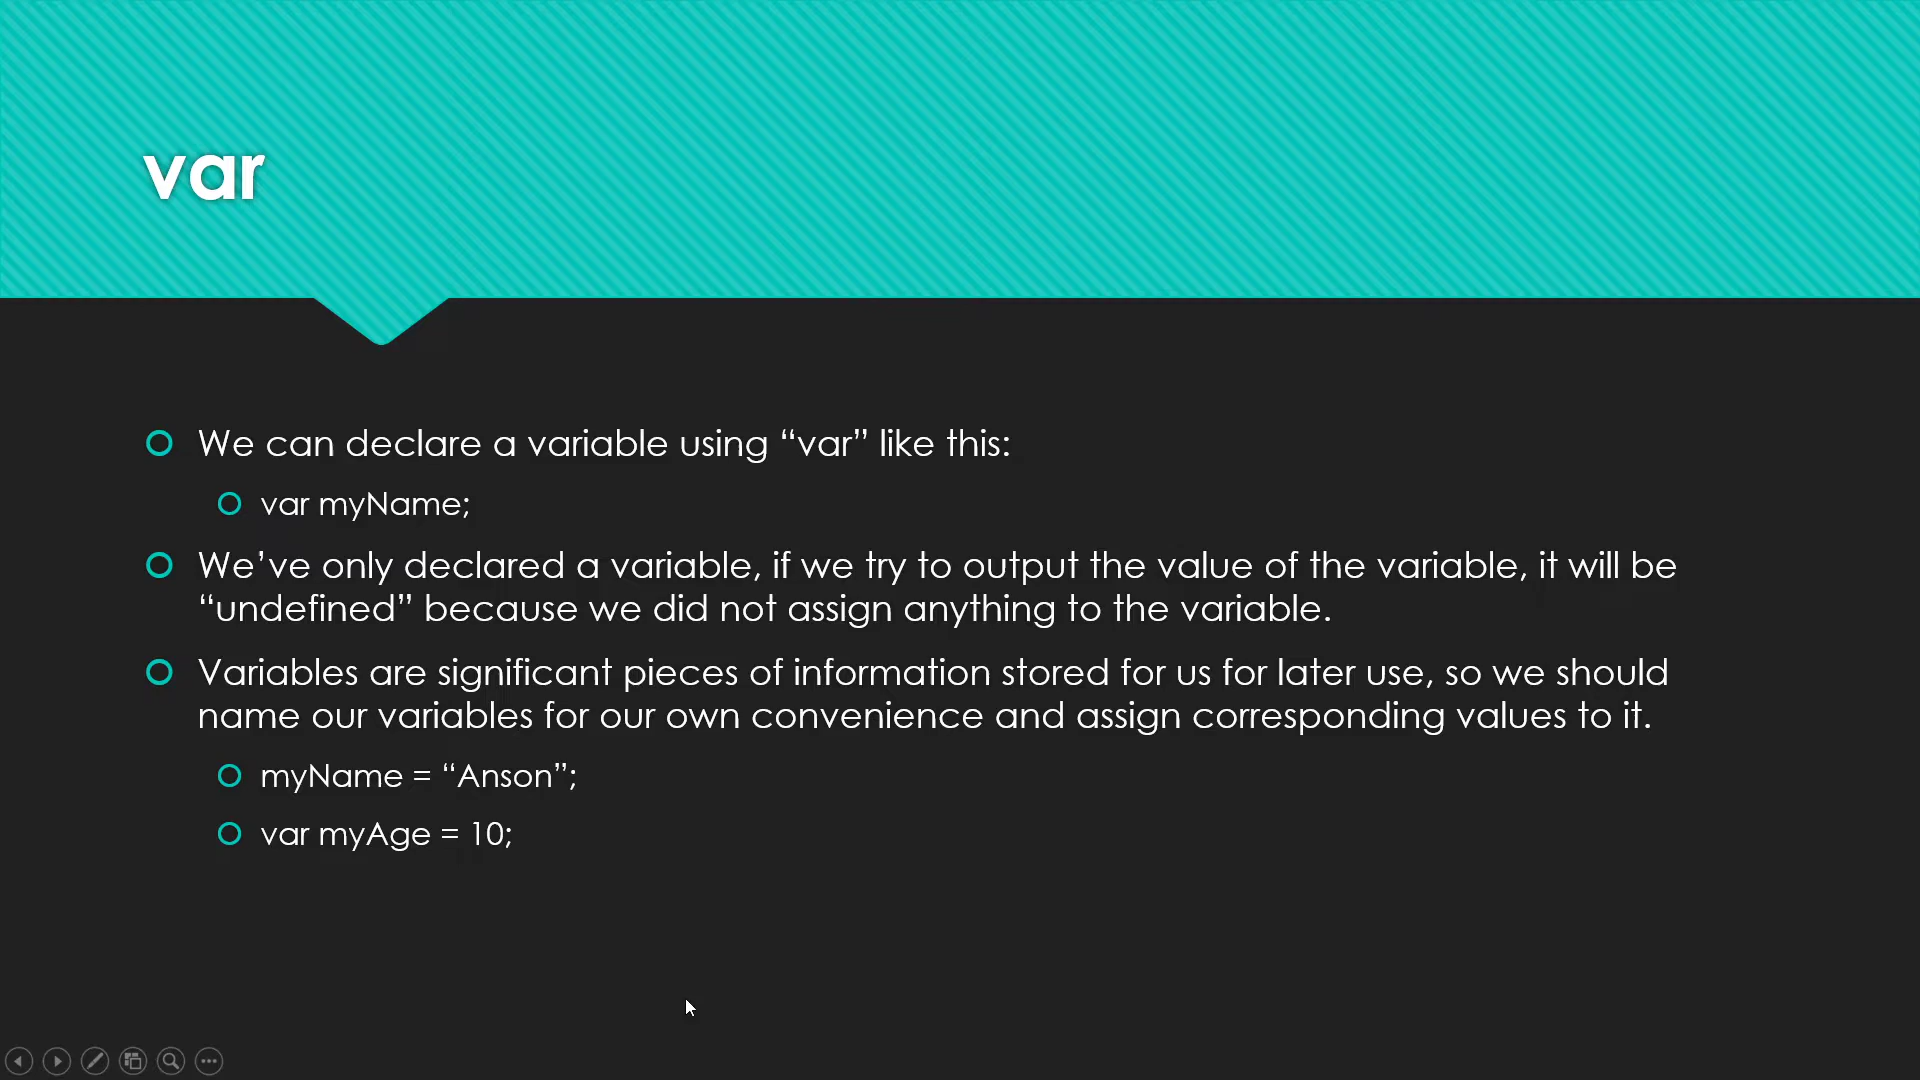 var
We can declare a variable using “var” like this:
var myName;
We’ve only declared a variable, if we try to output the value of the variable, it will be
“undefined” because we did not assign anything to the variable.
Variables are significant pieces of information stored for us for later use, so we should
name our variables for our own convenience and assign corresponding values to it.
myName = “Anson”;
var myAge = 10;